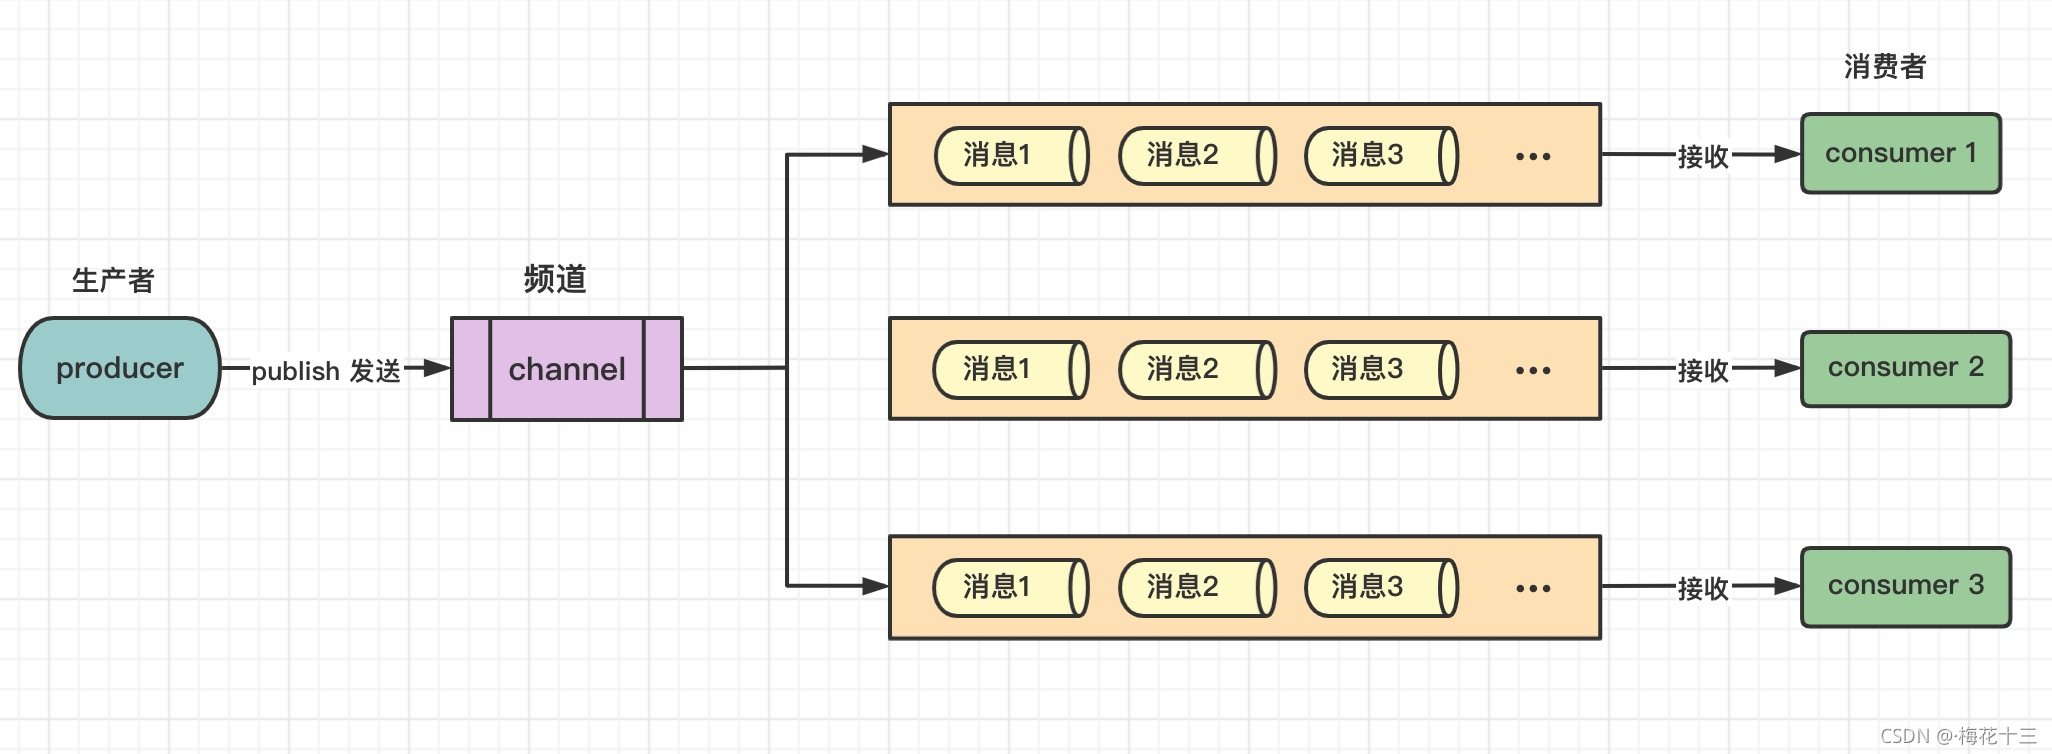 消费者
消息1 消息2 消息3 ••• 接收 consumer 1
生产者 频道
producer publish 发送 channel 消息1 消息2 消息3 ••• 接收 consumer 2
消息1 消息2 消息3 ••• 接收 consumer 3
CSDN @·梅花十三